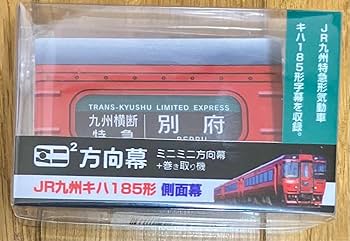 JR九州特急形気動車
キハ185形字幕を収録。
TRANS-KYUSHU LIMITED EXPRESS
九州横断
特急
別府
BEPPU
ミニ²方向幕
ミニミニ方向幕
+巻き取り機
JR九州キハ185形 側面幕